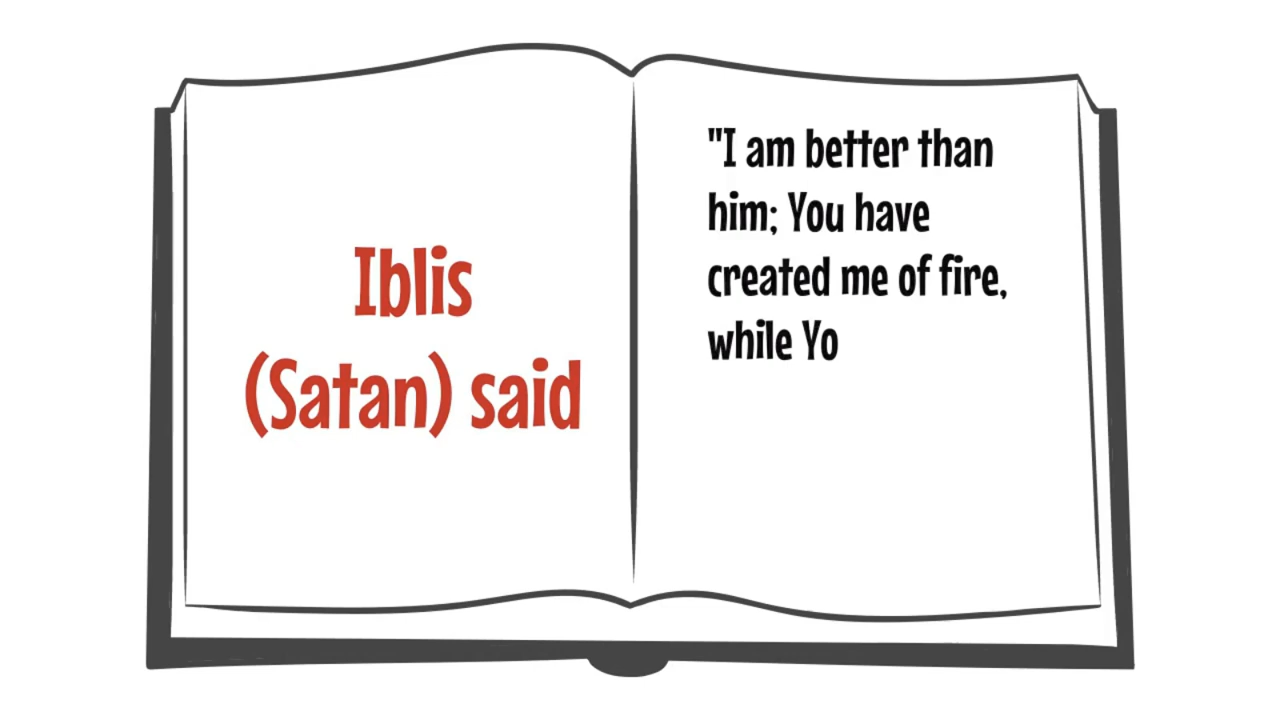 Iblis
(Satan) said
"I am better than
him; You have
created me of fire,
while Yo